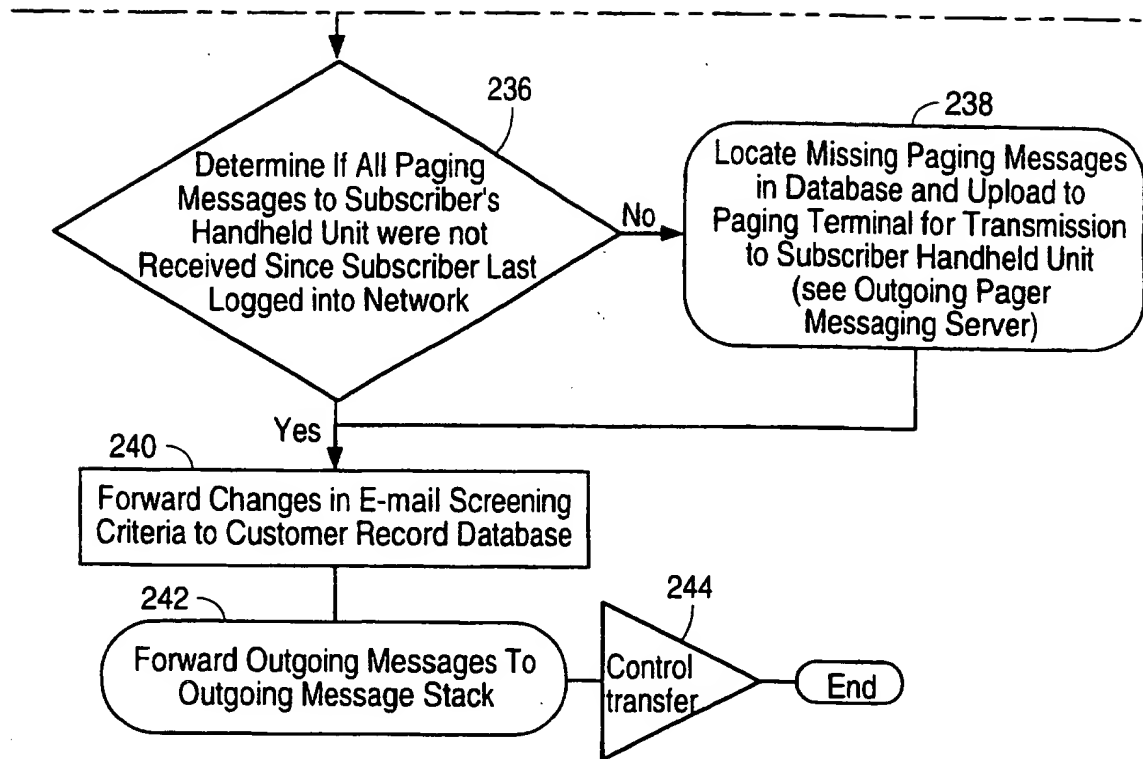 236
Determine If All Paging
Messages to Subscriber's
Handheld Unit were not
Received Since Subscriber Last
Logged into Network
No
238
Locate Missing Paging Messages
in Database and Upload to
Paging Terminal for Transmission
to Subscriber Handheld Unit
(see Outgoing Pager
Messaging Server)
Yes
240
Forward Changes in E-mail Screening
Criteria to Customer Record Database
242
Forward Outgoing Messages To
Outgoing Message Stack
244
Control
transfer
End